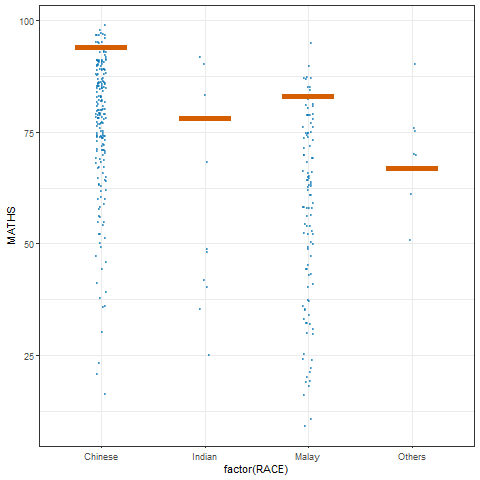 100
75
50
25
MATHS
Chinese
Indian
Malay
Others
factor(RACE)